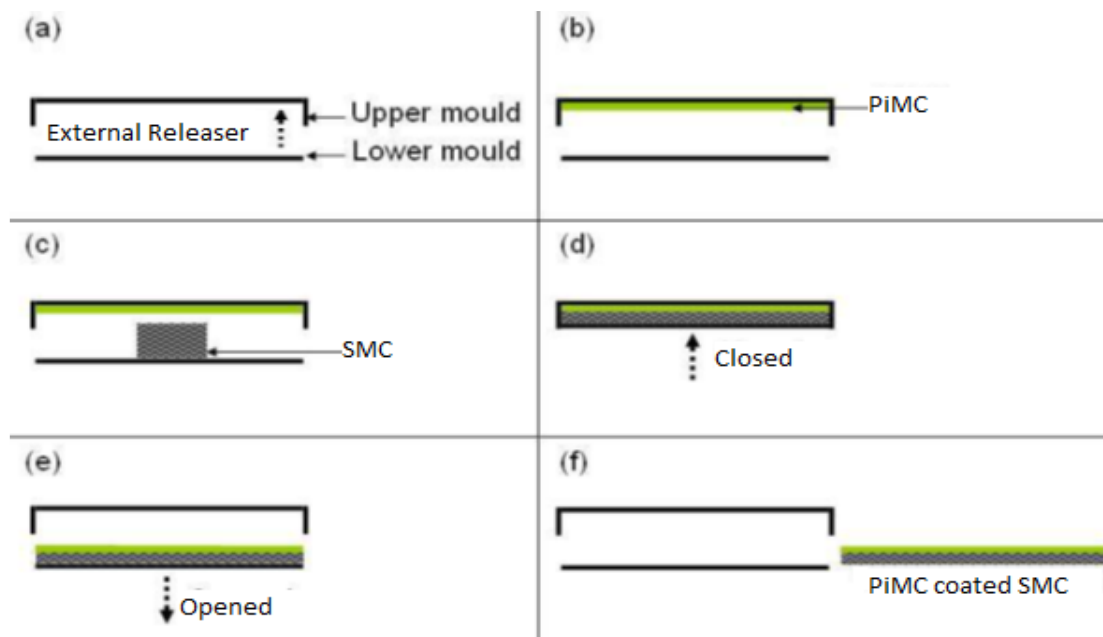 (a)
External Releaser
Upper mould
Lower mould
(b)
PiMC
(c)
SMC
(d)
Closed
(e)
Opened
(f)
PiMC coated SMC